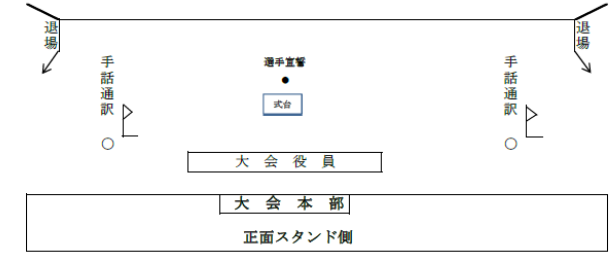 退場
退場
手話通訳
選手宣誓
手話通訳
式台
大会役員
大会本部
正面スタンド側